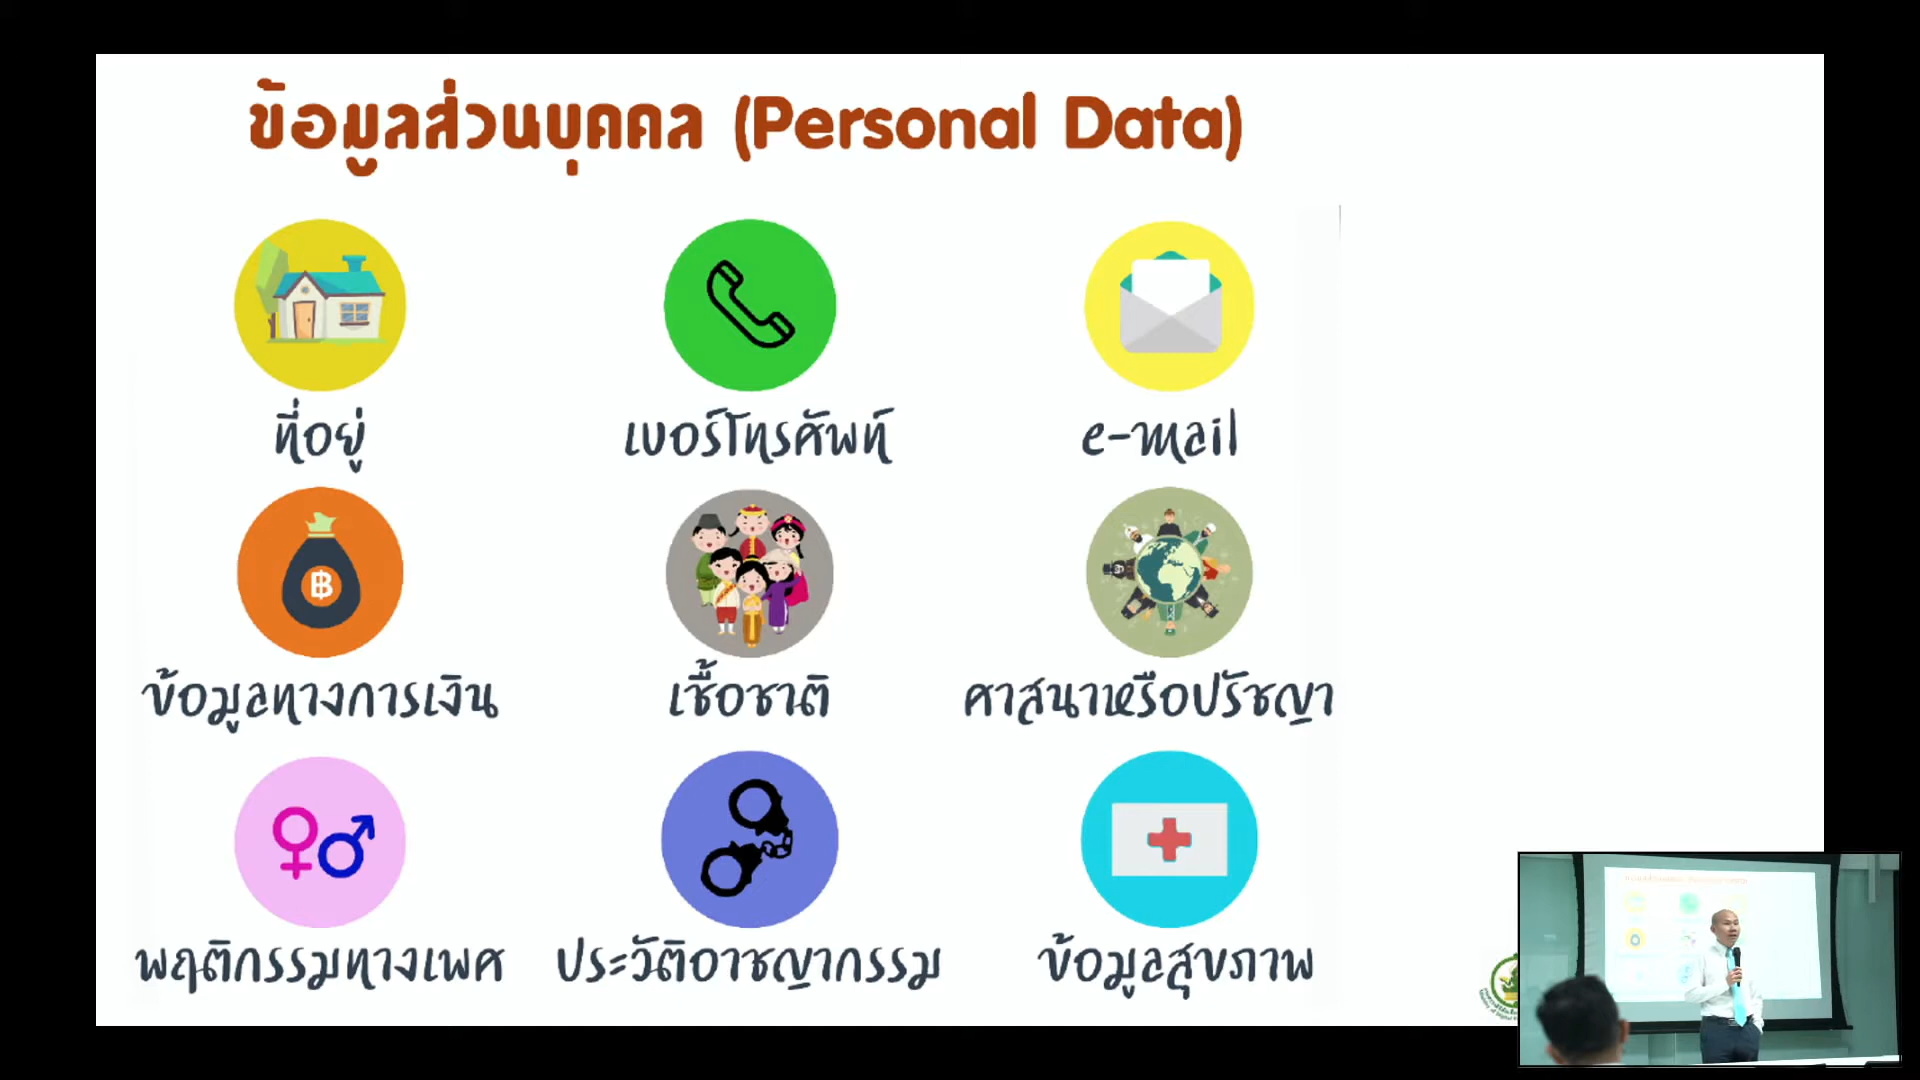 ข้อมูลส่วนบุคคล (Personal Data)
ที่อยู่
เบอร์โทรศัพท์
e-mail
฿
ข้อมูลทางการเงิน
เชื้อชาติ
ศาสนาหรือปรัชญา
พฤติกรรมทางเพศ
ประวัติอาชญากรรม
ข้อมูลสุขภาพ